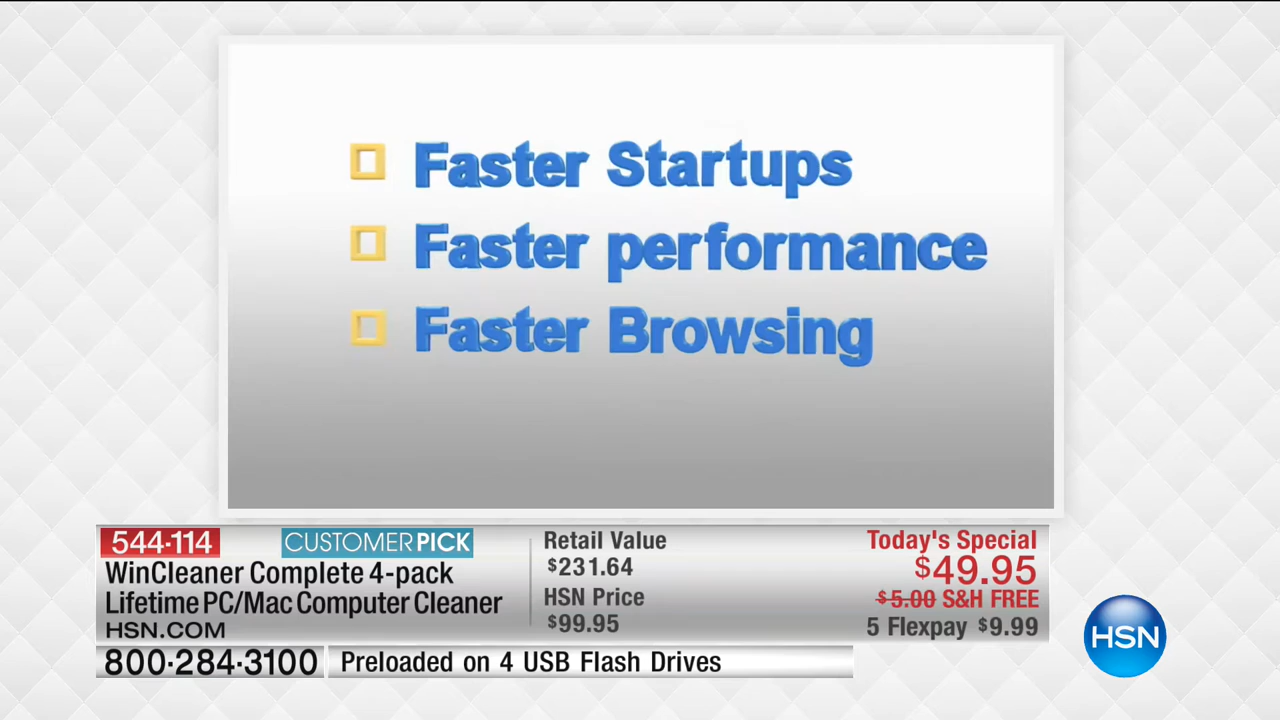 Faster Startups
Faster performance
Faster Browsing
544-114
CUSTOMER PICK
WinCleaner Complete 4-pack
Lifetime PC/Mac Computer Cleaner
HSN.COM
Retail Value
$231.64
HSN Price
$99.95
Today's Special
$49.95
$5.00 S&H FREE
5 Flexpay $9.99
800-284-3100
Preloaded on 4 USB Flash Drives
HSN